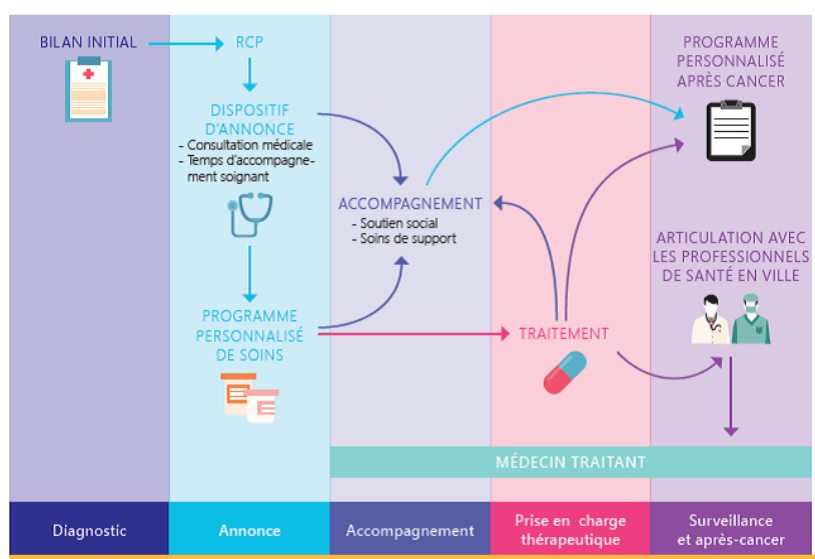 BILAN INITIAL
RCP
DISPOSITIF
D'ANNONCE
- Consultation médicale
- Temps d'accompagne-
ment soignant
PROGRAMME
PERSONNALISÉ
DE SOINS
ACCOMPAGNEMENT
- Soutien social
- Soins de support
TRAITEMENT
PROGRAMME
PERSONNALISÉ
APRÈS CANCER
ARTICULATION AVEC
LES PROFESSIONNELS
DE SANTÉ EN VILLE
MÉDECIN TRAITANT
Diagnostic
Annonce
Accompagnement
Prise en charge
thérapeutique
Surveillance
et après-cancer